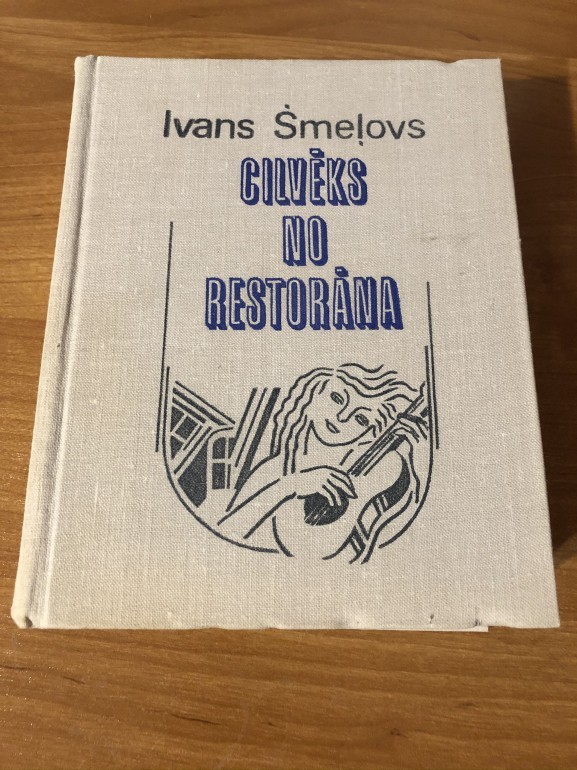 Ivans Šmeļovs
CILVĒKS
NO
RESTORĀNA